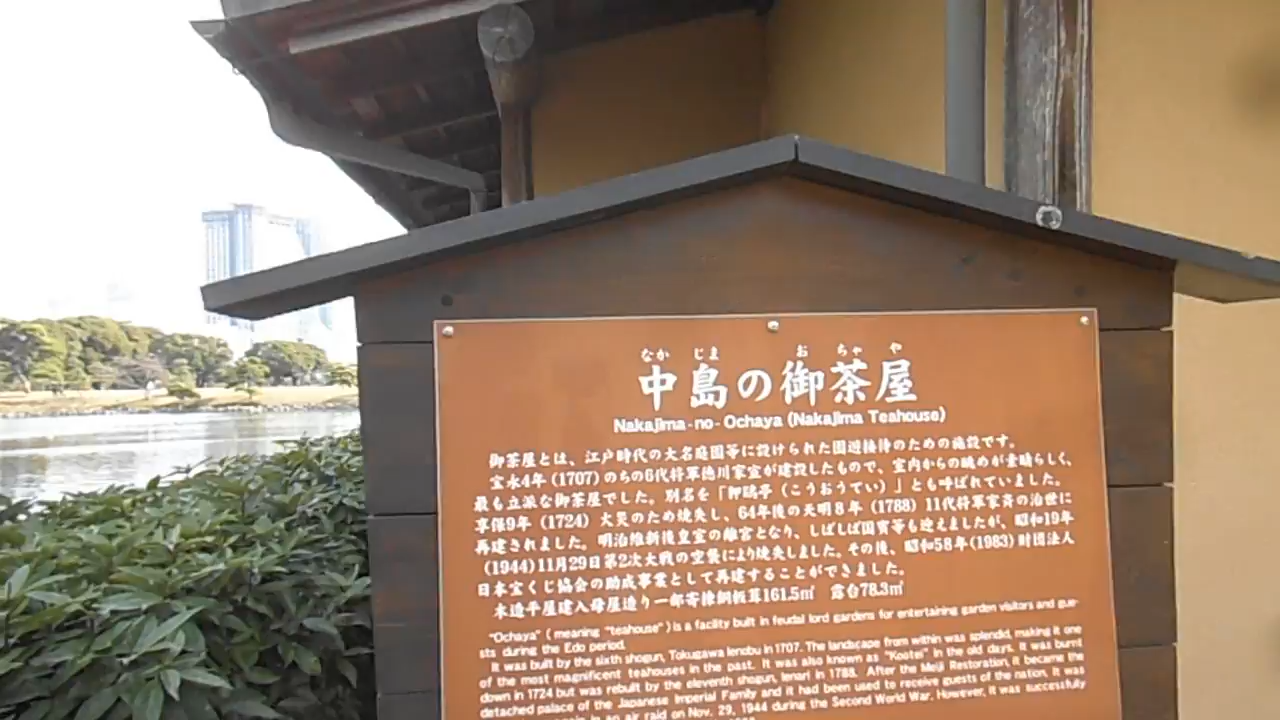 なか じま お ちゃ や
中島の御茶屋
Nakajima-no-Ochaya (Nakajima Teahouse)
御茶屋とは、江戸時代の大名庭園等に設けられた園遊接待のための施設です。
宝永4年(1707)のちの6代将軍徳川家宣が建設したもので、室内からの眺めが素晴らしく、
最も立派な御茶屋でした。別名を「狎鴎亭(こうおうてい)」とも呼ばれていました。
享保9年(1724)大災のため焼失し、64年後の天明8年(1788)11代将軍家斉の治世に
再建されました。明治維新後皇室の離宮となり、しばしば国賓等も迎えましたが、昭和19年
(1944)11月29日第2次大戦の空襲により焼失しました。その後、昭和58年(1983)財団法人
日本宝くじ協会の助成事業として再建することができました。
木造平屋建入母屋造り一部寄棟銅板葺161.5㎡ 露台78.3㎡
"Ochaya" ( meaning "teahouse" ) is a facility built in feudal lord gardens for entertaining garden visitors and gue-
sts during the Edo period.
It was built by the sixth shogun, Tokugawa Ienobu in 1707. The landscape from within was splendid, making it one
of the most magnificent teahouses in the past. It was also known as "Kootei" in the old days. It was burnt
down in 1724 but was rebuilt by the eleventh shogun, Ienari in 1788. After the Meiji Restoration, it became the
detached palace of the Japanese Imperial Family and it had been used to receive guests of the nation. It was
again in an air raid on Nov. 29, 1944 during the Second World War. However, it was successfully